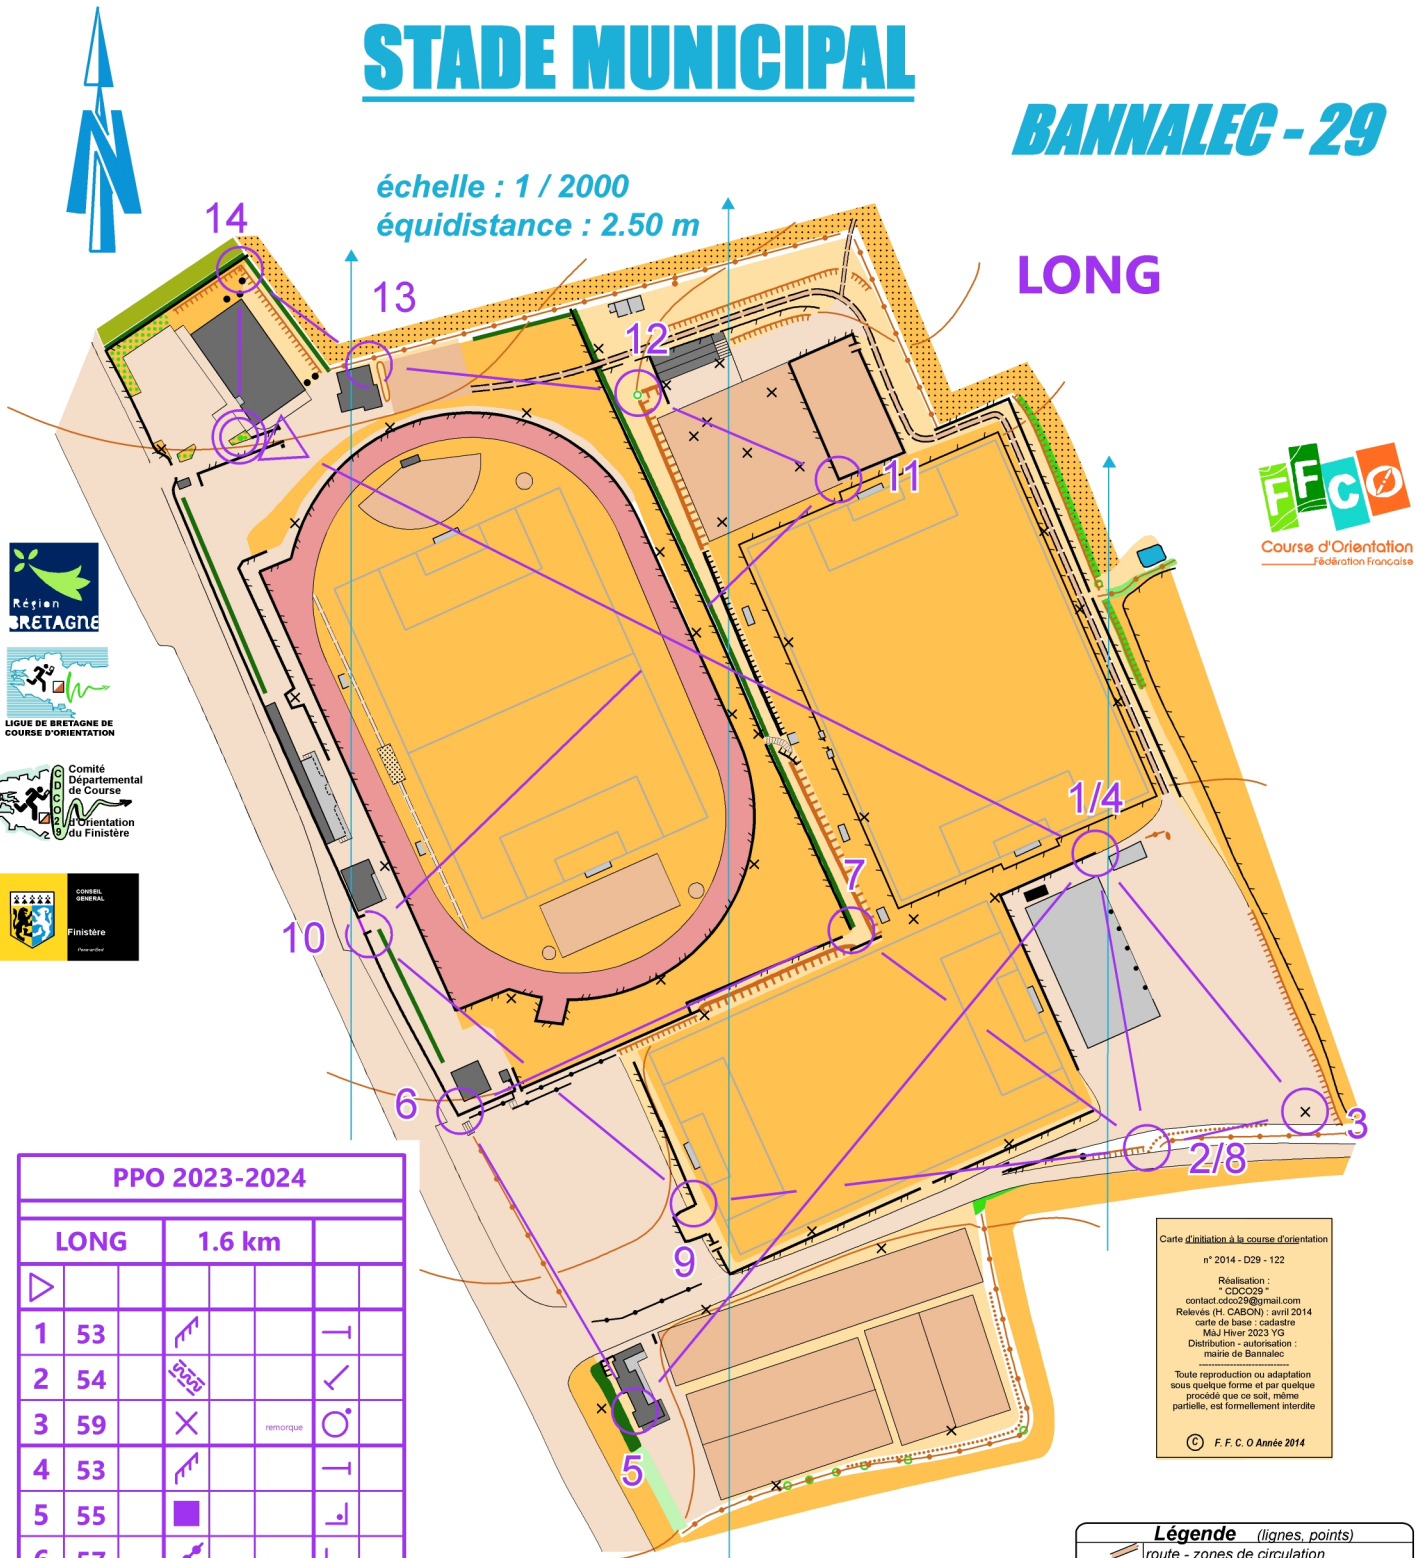 STADE MUNICIPAL
BANNALEC - 29
échelle : 1 / 2000
équidistance : 2.50 m
N
LONG
14
13
12
11
1/4
7
10
6
9
2/8
3
5
FFCO
Course d'Orientation
Fédération Française
Région
BRETAGNE
LIGUE DE BRETAGNE DE
COURSE D'ORIENTATION
CDCO29
Comité
Départemental
de Course
d'Orientation
du Finistère
CONSEIL
GENERAL
Finistère
PPO 2023-2024
LONG 1.6 km
1 53
2 54
3 59 remorque
4 53
5 55
6 57
Carte d'initiation à la course d'orientation
n° 2014 - D29 - 122
Réalisation :
" CDCO29 "
contact.cdco29@gmail.com
Relevés (H. CABON) : avril 2014
carte de base : cadastre
MàJ Hiver 2023 YG
Distribution - autorisation :
mairie de Bannalec
------------------------------
Toute reproduction ou adaptation
sous quelque forme et par quelque
procédé que ce soit, même
partielle, est formellement interdite
© F. F. C. O Année 2014
Légende (lignes, points)
route - zones de circulation